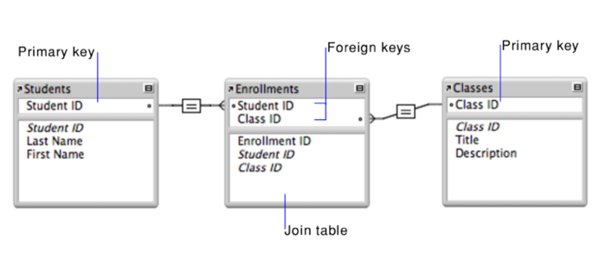 Primary key
Foreign keys
Primary key
Students
Student ID
Student ID
Last Name
First Name
Enrollments
Student ID
Class ID
Enrollment ID
Student ID
Class ID
Classes
Class ID
Class ID
Title
Description
Join table